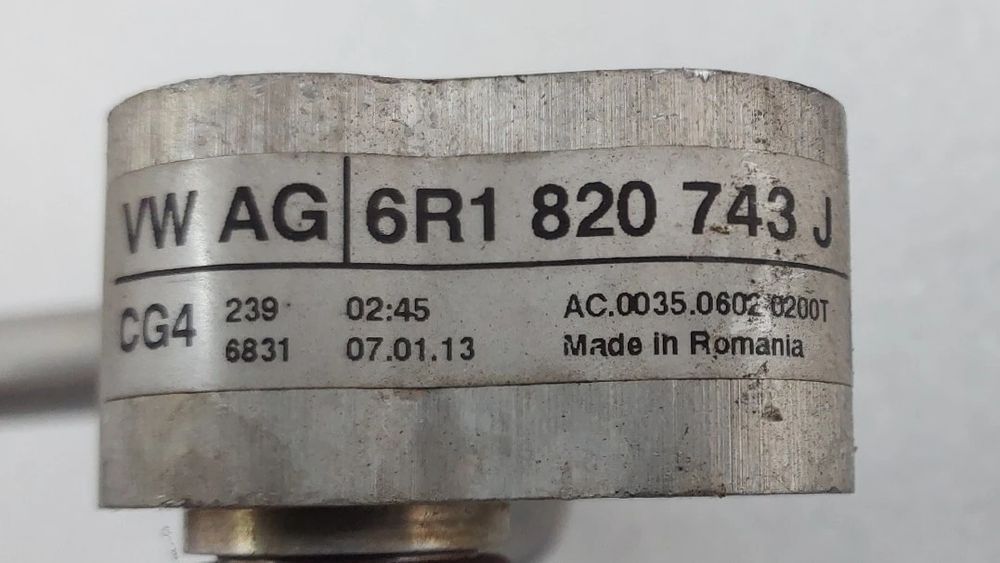 VW AG 6R1 820 743 J
CG4 239 02:45 AC.0035.0602 0200T
6831 07.01.13 Made in Romania